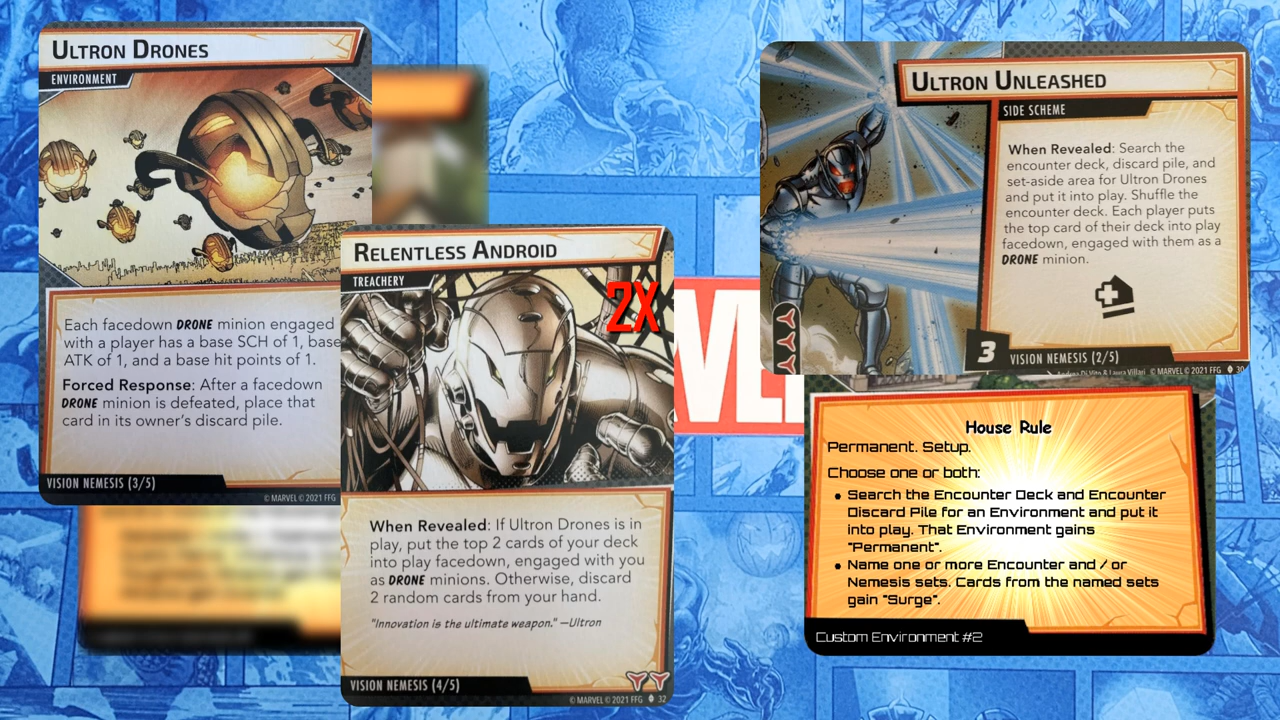 ULTRON DRONES
ENVIRONMENT
Each facedown DRONE minion engaged
with a player has a base SCH of 1, base
ATK of 1, and a base hit points of 1.
Forced Response: After a facedown
DRONE minion is defeated, place that
card in its owner's discard pile.
VISION NEMESIS (3/5)
© MARVEL © 2021 FFG
RELENTLESS ANDROID
TREACHERY
2X
When Revealed: If Ultron Drones is in
play, put the top 2 cards of your deck
into play facedown, engaged with you
as DRONE minions. Otherwise, discard
2 random cards from your hand.
"Innovation is the ultimate weapon." —Ultron
VISION NEMESIS (4/5)
© MARVEL © 2021 FFG 32
ULTRON UNLEASHED
SIDE SCHEME
When Revealed: Search the
encounter deck, discard pile, and
set-aside area for Ultron Drones
and put it into play. Shuffle the
encounter deck. Each player puts
the top card of their deck into play
facedown, engaged with them as a
DRONE minion.
3
VISION NEMESIS (2/5)
© MARVEL © 2021 FFG 30
House Rule
Permanent. Setup.
Choose one or both:
• Search the Encounter Deck and Encounter
Discard Pile for an Environment and put it
into play. That Environment gains
"Permanent".
• Name one or more Encounter and / or
Nemesis sets. Cards from the named sets
gain "Surge".
Custom Environment #2